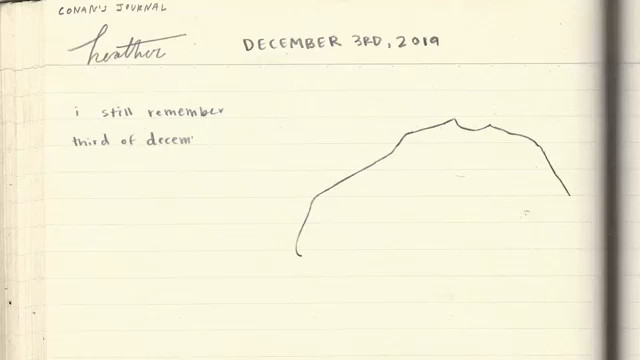 CONAN'S JOURNAL
heather
DECEMBER 3RD, 2019
i still remember
third of decem